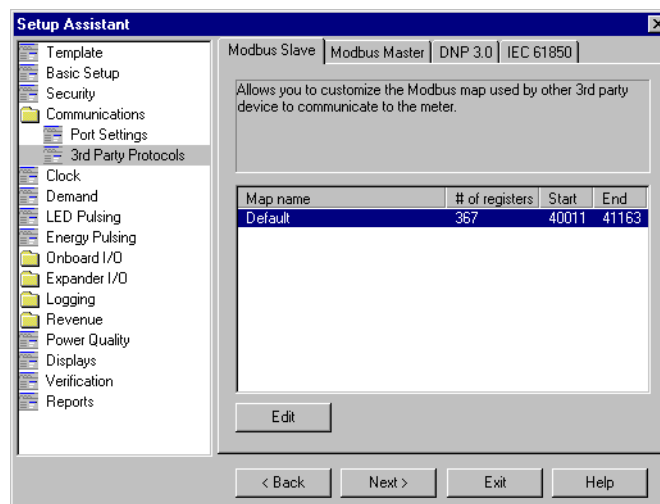 Setup Assistant
Template
Basic Setup
Security
Communications
Port Settings
3rd Party Protocols
Clock
Demand
LED Pulsing
Energy Pulsing
Onboard I/O
Expander I/O
Logging
Revenue
Power Quality
Displays
Verification
Reports
Modbus Slave Modbus Master DNP 3.0 IEC 61850
Allows you to customize the Modbus map used by other 3rd party
device to communicate to the meter.
Map name # of registers Start End
Default 367 40011 41163
Edit
< Back Next > Exit Help